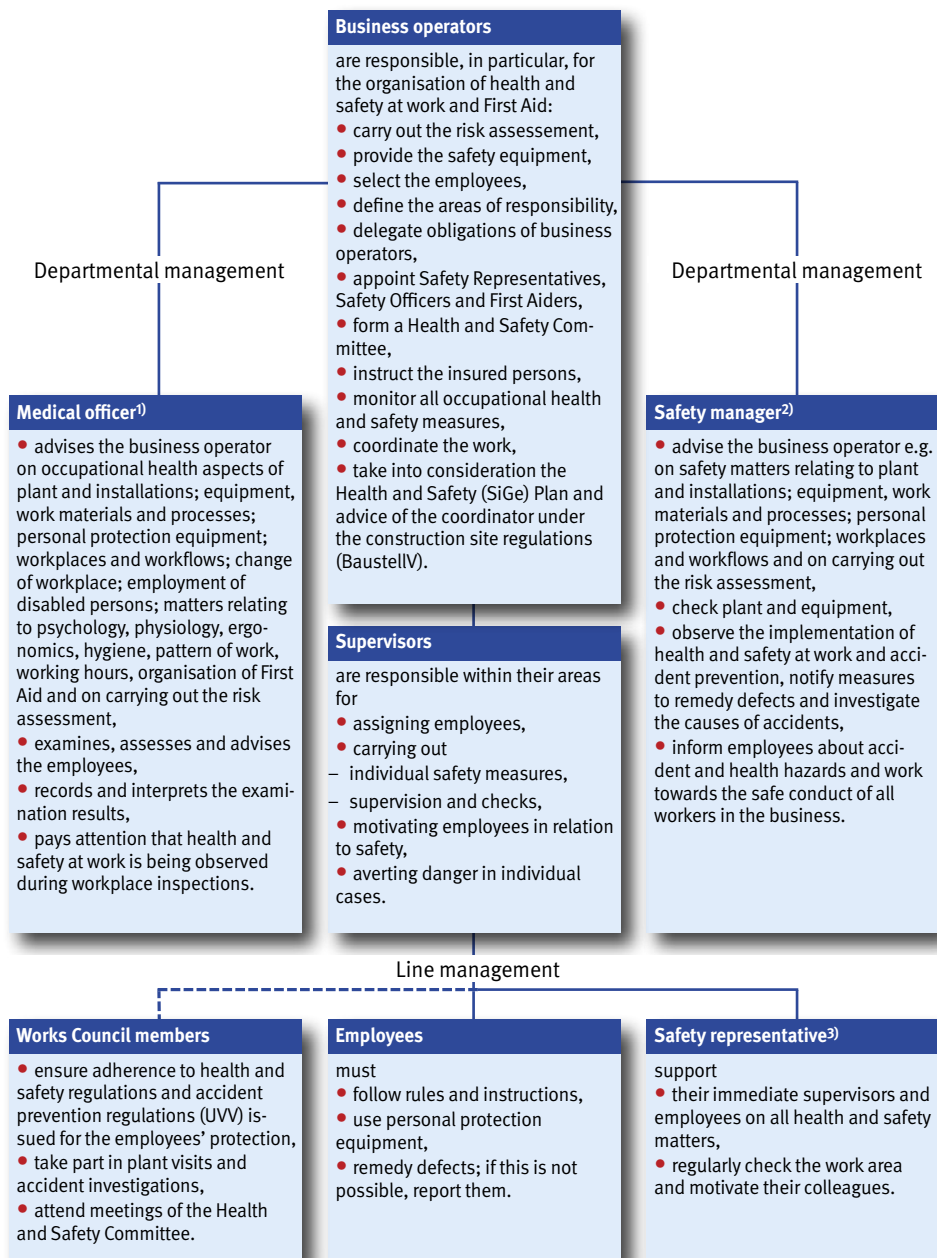 Business operators
are responsible, in particular, for
the organisation of health and
safety at work and First Aid:
• carry out the risk assessement,
• provide the safety equipment,
• select the employees,
• define the areas of responsibility,
• delegate obligations of business
operators,
• appoint Safety Representatives,
Safety Officers and First Aiders,
• form a Health and Safety Com-
mittee,
• instruct the insured persons,
• monitor all occupational health
and safety measures,
• coordinate the work,
• take into consideration the
Health and Safety (SiGe) Plan and
advice of the coordinator under
the construction site regulations
(BaustellV).
Departmental management
Departmental management
Medical officer1)
• advises the business operator
on occupational health aspects of
plant and installations; equipment,
work materials and processes;
personal protection equipment;
workplaces and workflows; change
of workplace; employment of
disabled persons; matters relating
to psychology, physiology, ergo-
nomics, hygiene, pattern of work,
working hours, organisation of First
Aid and on carrying out the risk
assessment,
• examines, assesses and advises
the employees,
• records and interprets the exami-
nation results,
• pays attention that health and
safety at work is being observed
during workplace inspections.
Supervisors
are responsible within their areas
for
• assigning employees,
• carrying out
– individual safety measures,
– supervision and checks,
• motivating employees in relation
to safety,
• averting danger in individual
cases.
Safety manager2)
• advise the business operator e.g.
on safety matters relating to plant
and installations; equipment, work
materials and processes; personal
protection equipment; workplaces
and workflows and on carrying out
the risk assessment,
• check plant and equipment,
• observe the implementation of
health and safety at work and acci-
dent prevention, notify measures
to remedy defects and investigate
the causes of accidents,
• inform employees about acci-
dent and health hazards and work
towards the safe conduct of all
workers in the business.
Line management
Works Council members
• ensure adherence to health and
safety regulations and accident
prevention regulations (UVV) is-
sued for the employees’ protection,
• take part in plant visits and
accident investigations,
• attend meetings of the Health
and Safety Committee.
Employees
must
• follow rules and instructions,
• use personal protection
equipment,
• remedy defects; if this is not
possible, report them.
Safety representative3)
support
• their immediate supervisors and
employees on all health and safety
matters,
• regularly check the work area
and motivate their colleagues.